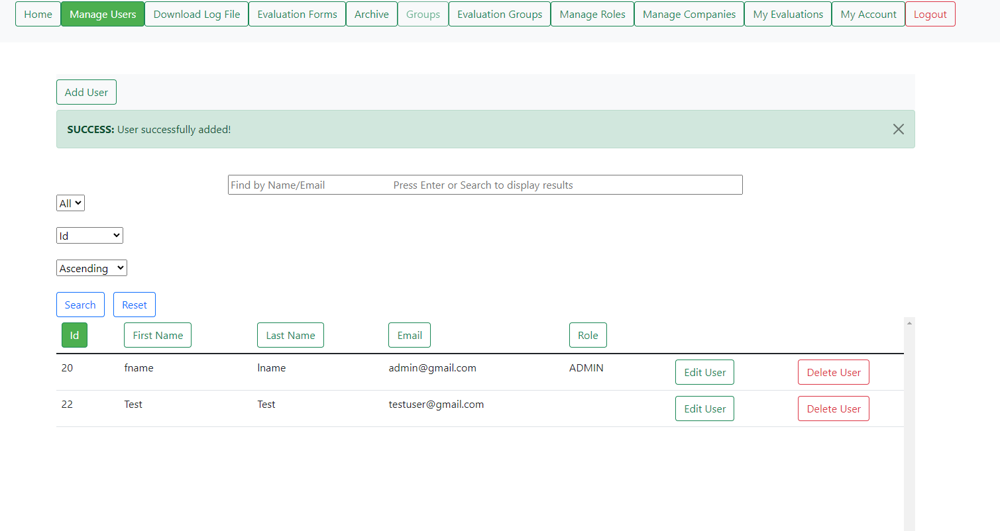 Home Manage Users Download Log File Evaluation Forms Archive Groups Evaluation Groups Manage Roles Manage Companies My Evaluations My Account Logout
Add User
SUCCESS: User successfully added!
Find by Name/Email Press Enter or Search to display results
All
Id
Ascending
Search Reset
Id First Name Last Name Email Role
20 fname lname admin@gmail.com ADMIN Edit User Delete User
22 Test Test testuser@gmail.com Edit User Delete User